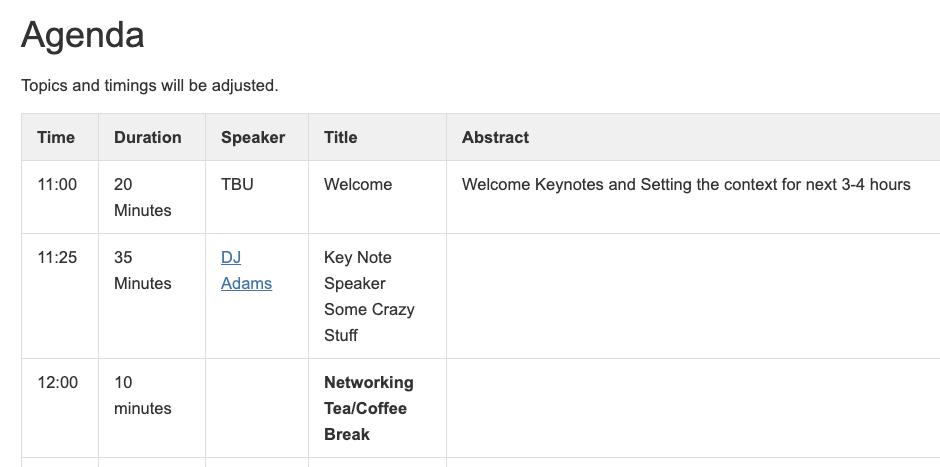 Agenda
Topics and timings will be adjusted.
Time Duration Speaker Title Abstract
11:00 20 TBU Welcome Welcome Keynotes and Setting the context for next 3-4 hours
Minutes
11:25 35 DJ Key Note
Minutes Adams Speaker
Some Crazy
Stuff
12:00 10 Networking
minutes Tea/Coffee
Break